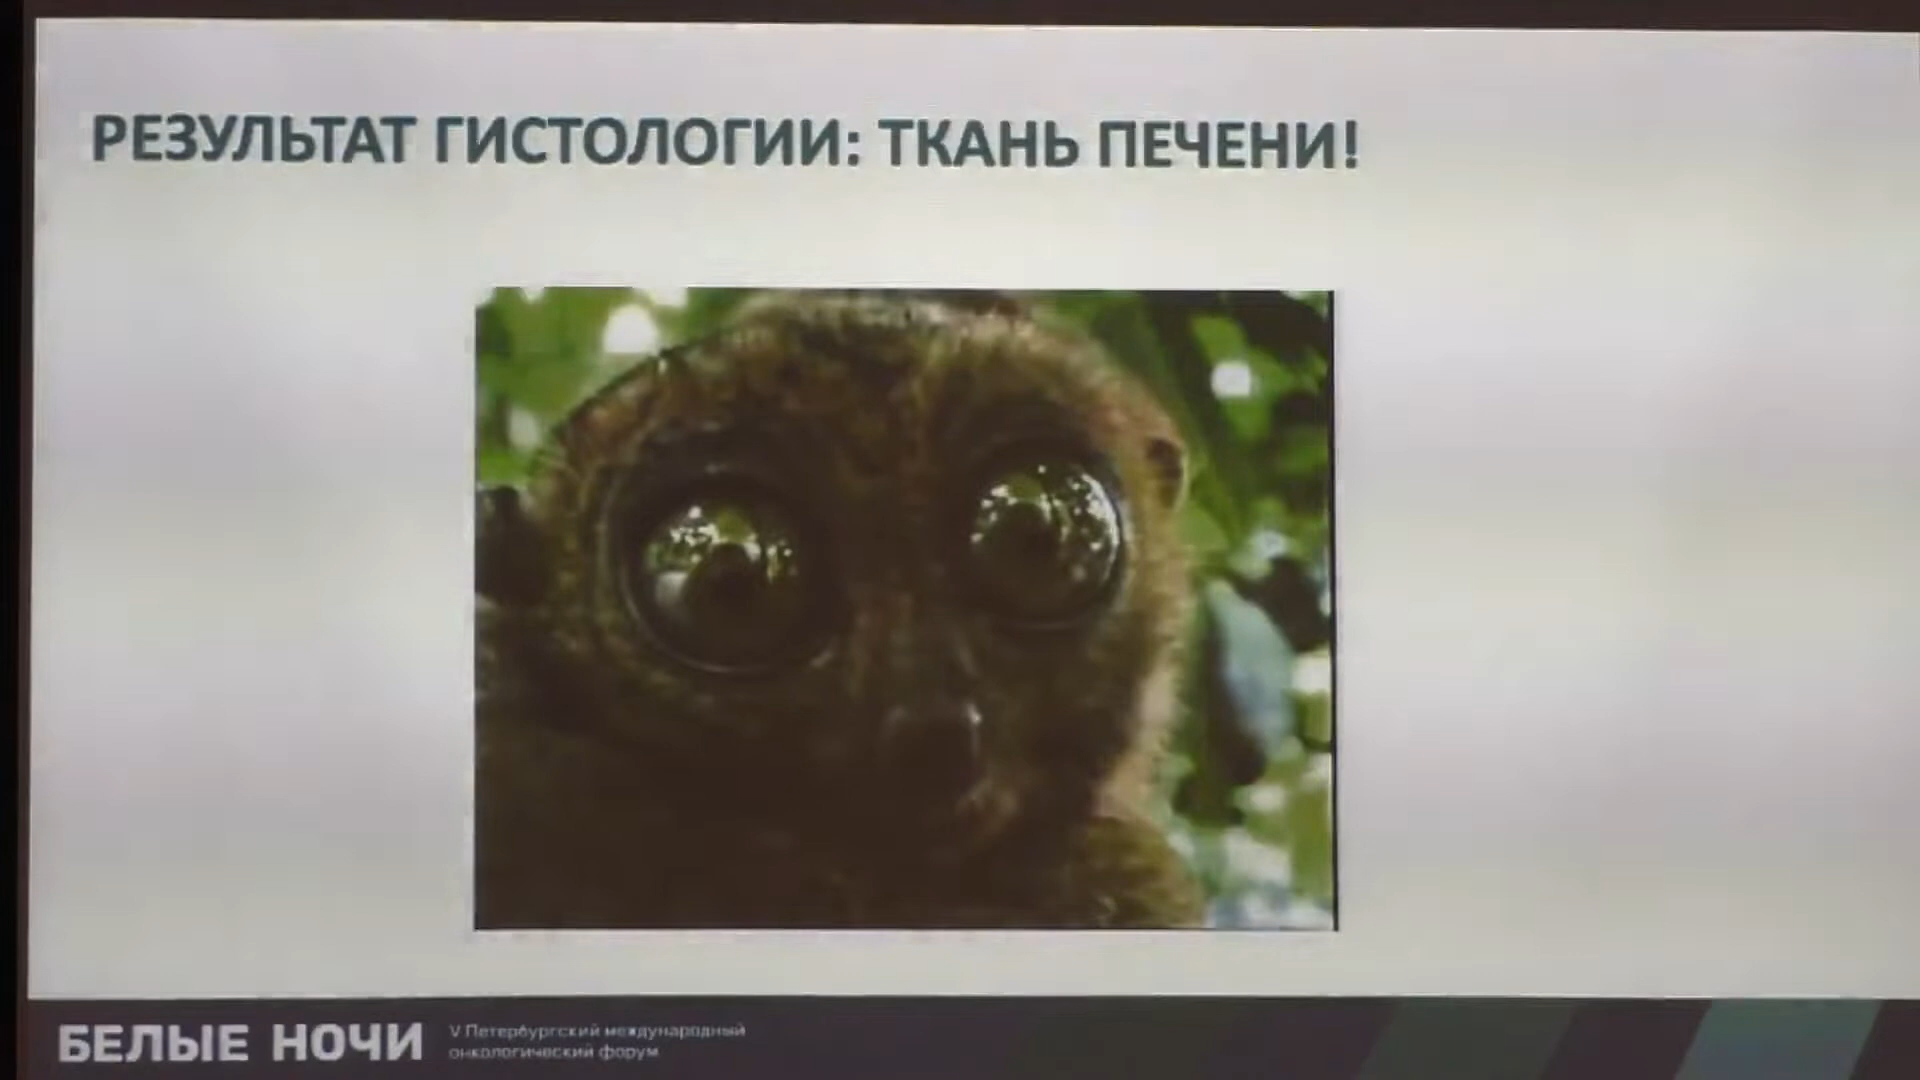 РЕЗУЛЬТАТ ГИСТОЛОГИИ: ТКАНЬ ПЕЧЕНИ!
БЕЛЫЕ НОЧИ
V Петербургский международный
онкологический форум